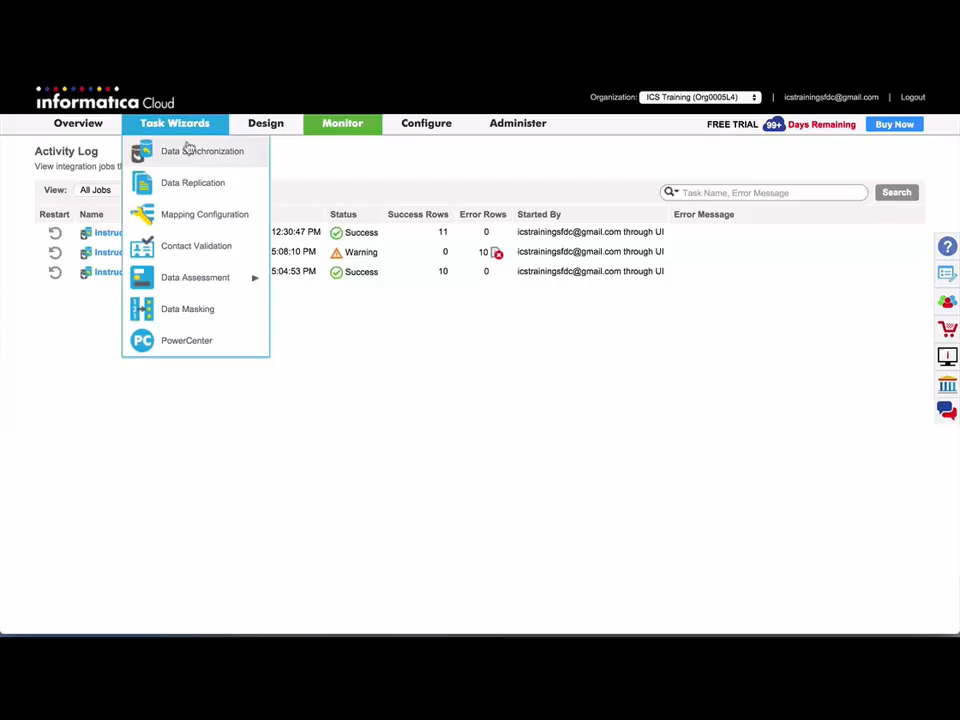 informatica Cloud
Organization: ICS Training (Org0005L4) | icstrainingsfdc@gmail.com | Logout
Overview Task Wizards Design Monitor Configure Administer FREE TRIAL 99+ Days Remaining Buy Now
Activity Log
View integration jobs th
View: All Jobs Task Name, Error Message Search
Restart Name Status Success Rows Error Rows Started By Error Message
Instruc 12:30:47 PM Success 11 0 icstrainingsfdc@gmail.com through UI
Instruc 5:08:10 PM Warning 0 10 icstrainingsfdc@gmail.com through UI
Instruc 5:04:53 PM Success 10 0 icstrainingsfdc@gmail.com through UI
Data Synchronization
Data Replication
Mapping Configuration
Contact Validation
Data Assessment
Data Masking
PC PowerCenter